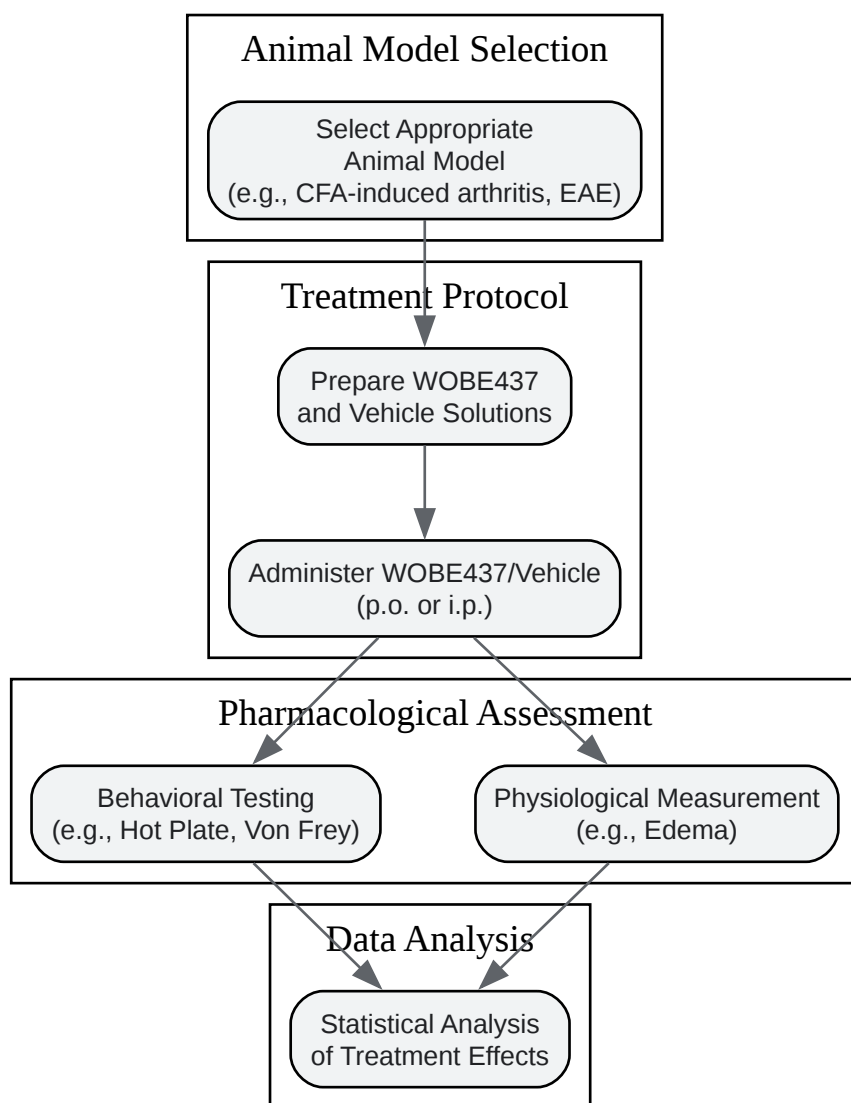 Animal Model Selection
Select Appropriate
Animal Model
(e.g., CFA-induced arthritis, EAE)
Treatment Protocol
Prepare WOBE437
and Vehicle Solutions
Administer WOBE437/Vehicle
(p.o. or i.p.)
Pharmacological Assessment
Behavioral Testing
(e.g., Hot Plate, Von Frey)
Physiological Measurement
(e.g., Edema)
Data Analysis
Statistical Analysis
of Treatment Effects